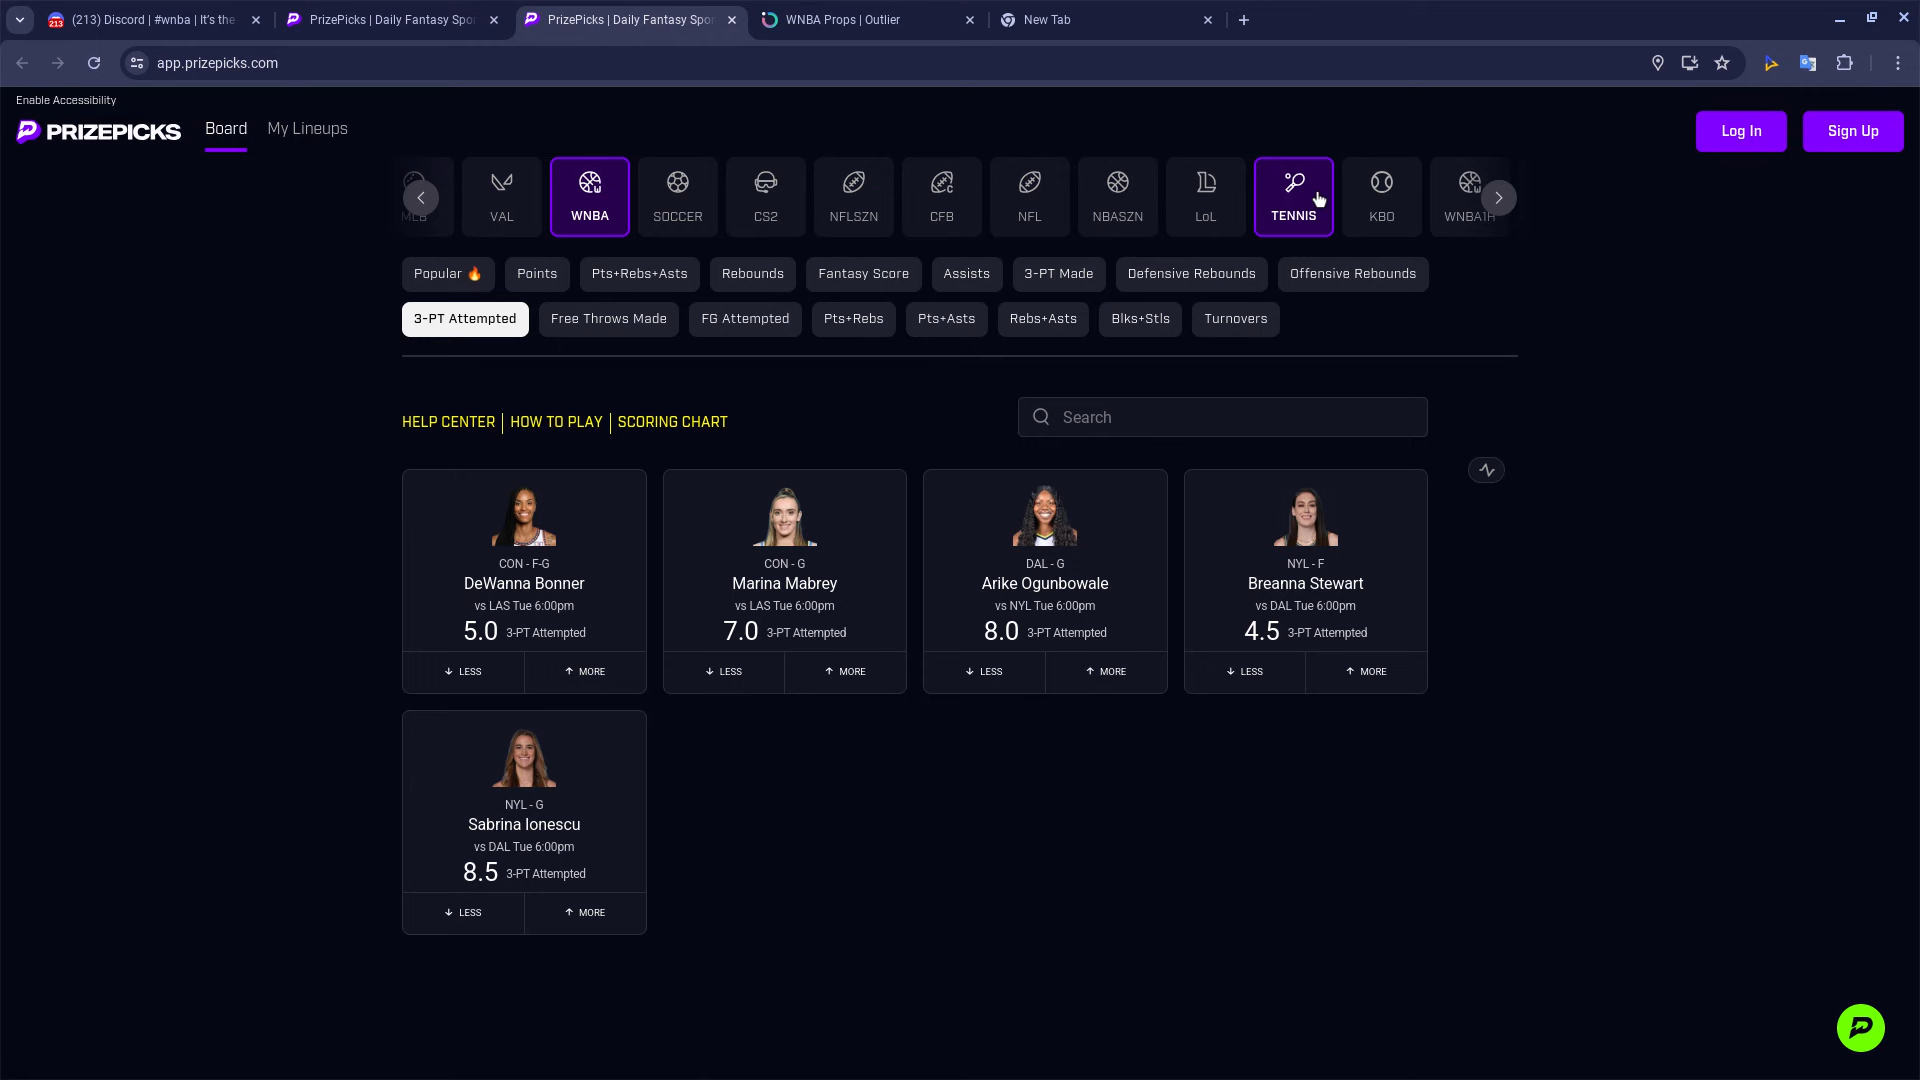 213 (213) Discord | #wnba | It's the
PrizePicks | Daily Fantasy Spor
PrizePicks | Daily Fantasy Spor
WNBA Props | Outlier
New Tab
app.prizepicks.com
Enable Accessibility
PRIZEPICKS
Board
My Lineups
Log In
Sign Up
MLB
VAL
WNBA
SOCCER
CS2
NFLSZN
CFB
NFL
NBASZN
LoL
TENNIS
KBO
WNBA1H
Popular 🔥
Points
Pts+Rebs+Asts
Rebounds
Fantasy Score
Assists
3-PT Made
Defensive Rebounds
Offensive Rebounds
3-PT Attempted
Free Throws Made
FG Attempted
Pts+Rebs
Pts+Asts
Rebs+Asts
Blks+Stls
Turnovers
HELP CENTER | HOW TO PLAY | SCORING CHART
Search
CON - F-G
DeWanna Bonner
vs LAS Tue 6:00pm
5.0 3-PT Attempted
↓ LESS ↑ MORE
CON - G
Marina Mabrey
vs LAS Tue 6:00pm
7.0 3-PT Attempted
↓ LESS ↑ MORE
DAL - G
Arike Ogunbowale
vs NYL Tue 6:00pm
8.0 3-PT Attempted
↓ LESS ↑ MORE
NYL - F
Breanna Stewart
vs DAL Tue 6:00pm
4.5 3-PT Attempted
↓ LESS ↑ MORE
NYL - G
Sabrina Ionescu
vs DAL Tue 6:00pm
8.5 3-PT Attempted
↓ LESS ↑ MORE